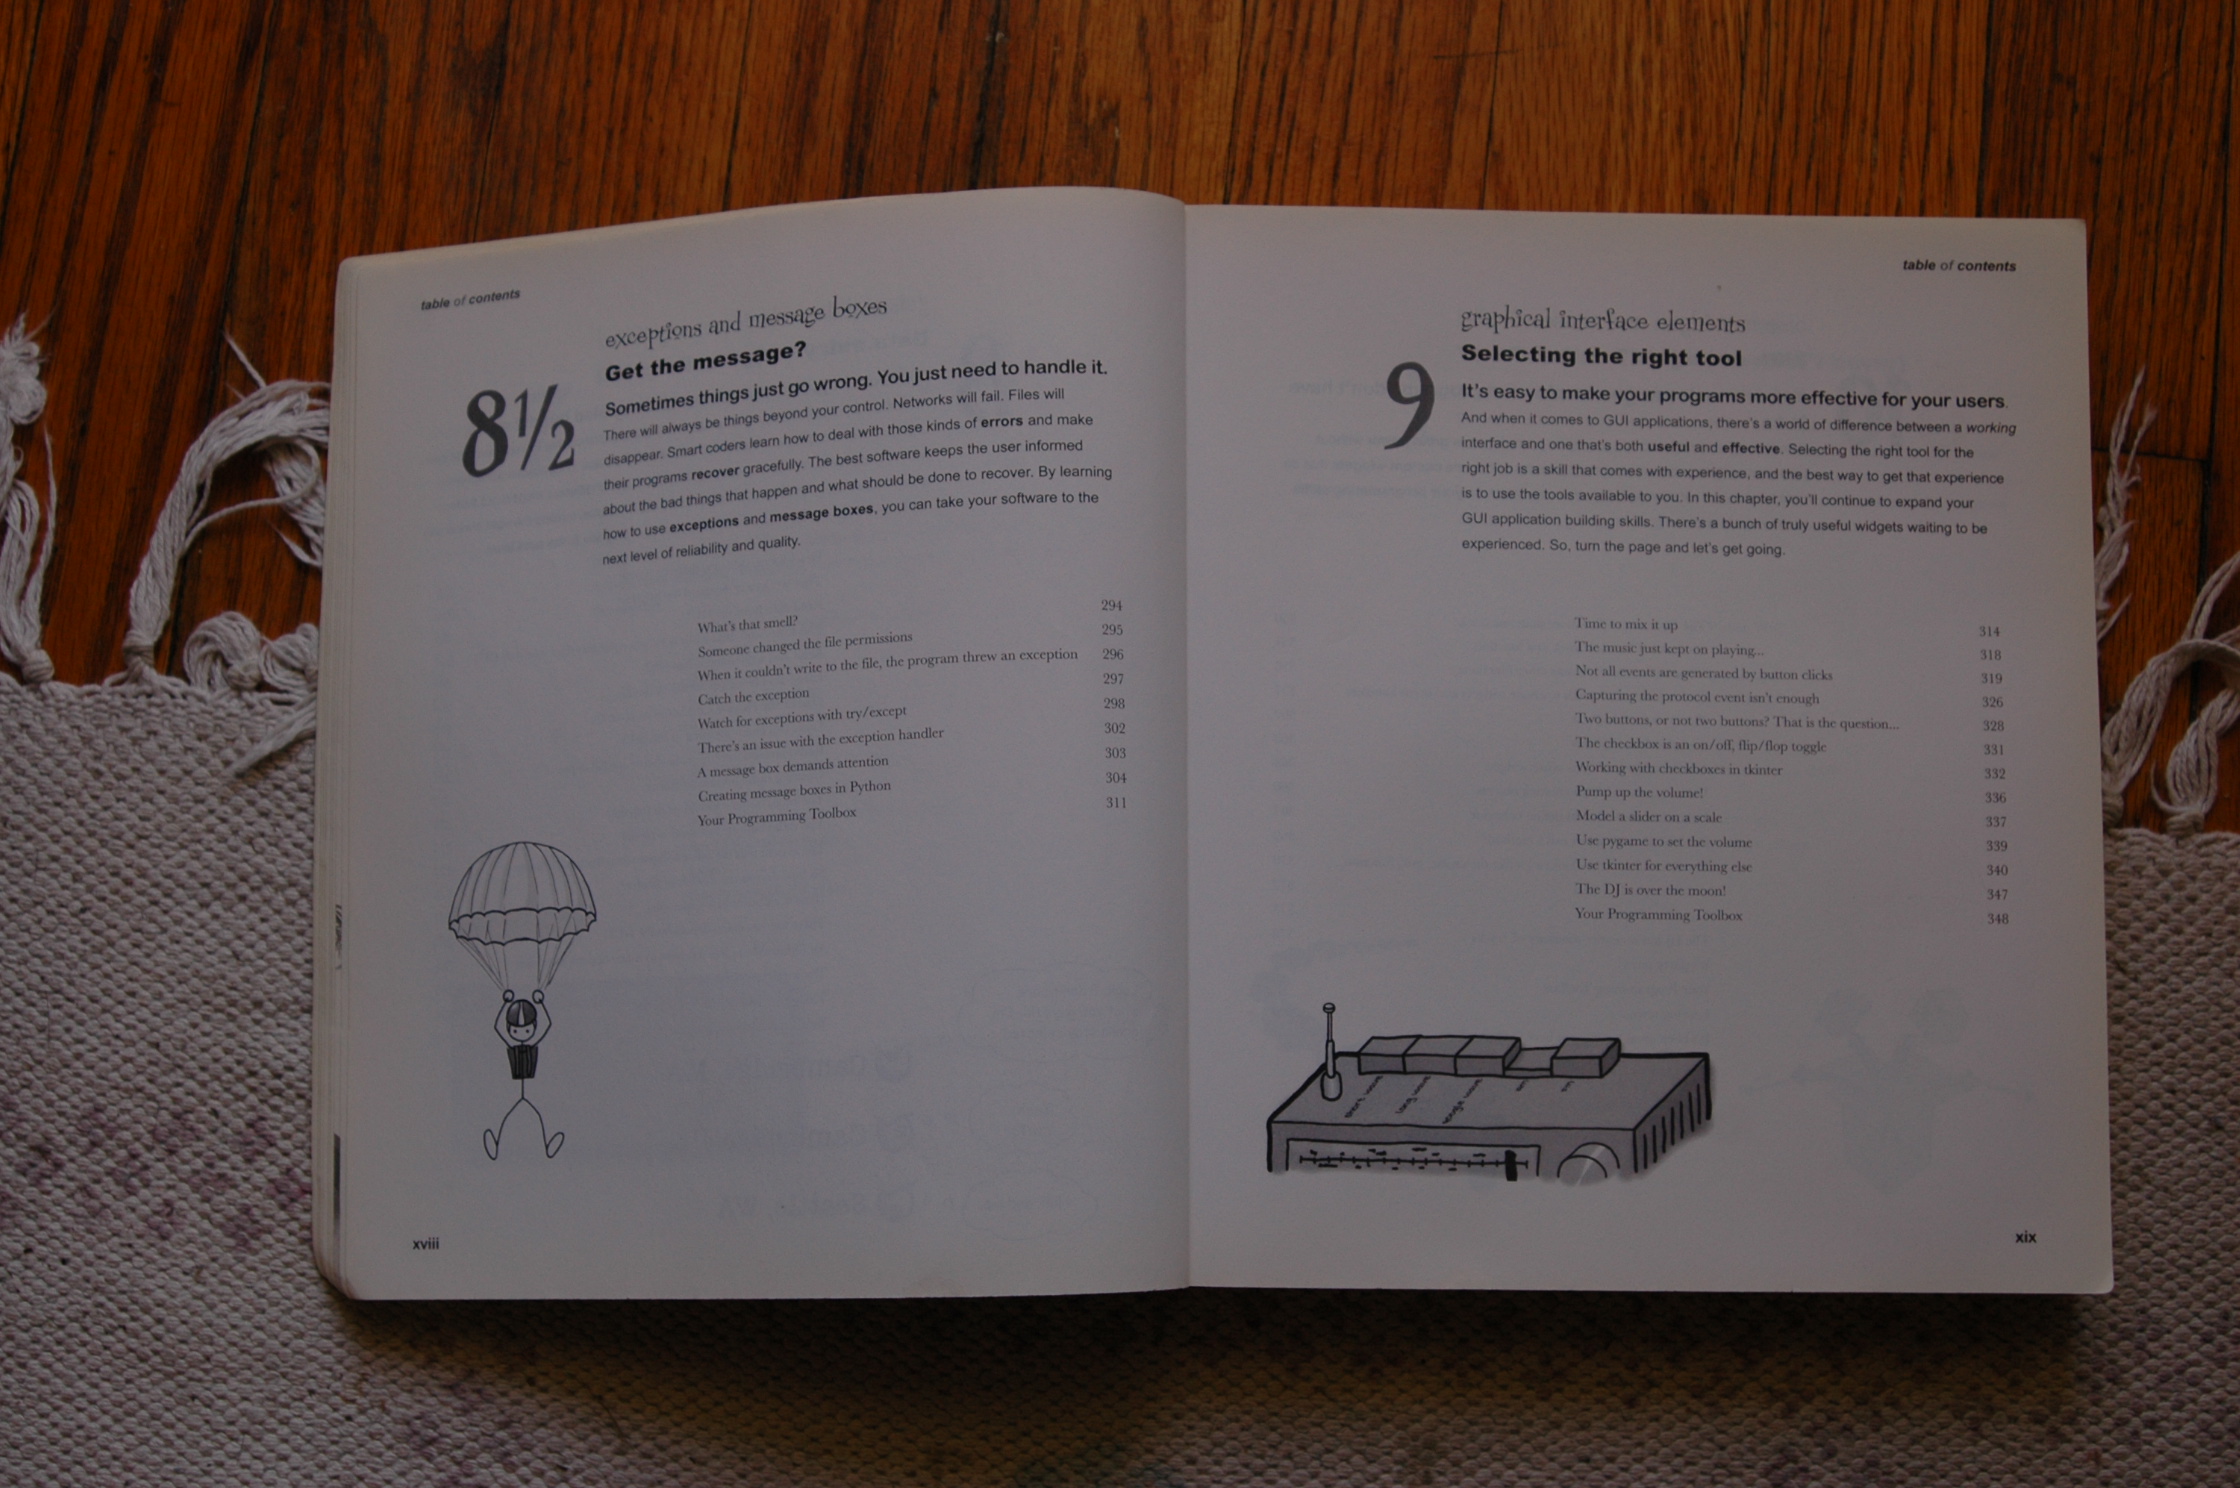 table of contents
exceptions and message boxes
Get the message?
8½
Sometimes things just go wrong. You just need to handle it.
There will always be things beyond your control. Networks will fail. Files will
disappear. Smart coders learn how to deal with those kinds of errors and make
their programs recover gracefully. The best software keeps the user informed
about the bad things that happen and what should be done to recover. By learning
how to use exceptions and message boxes, you can take your software to the
next level of reliability and quality.
What's that smell? 294
Someone changed the file permissions 295
When it couldn't write to the file, the program threw an exception 296
Catch the exception 297
Watch for exceptions with try/except 298
There's an issue with the exception handler 302
A message box demands attention 303
Creating message boxes in Python 304
Your Programming Toolbox 311
xviii
table of contents
graphical interface elements
Selecting the right tool
9
It's easy to make your programs more effective for your users.
And when it comes to GUI applications, there's a world of difference between a working
interface and one that's both useful and effective. Selecting the right tool for the
right job is a skill that comes with experience, and the best way to get that experience
is to use the tools available to you. In this chapter, you'll continue to expand your
GUI application building skills. There's a bunch of truly useful widgets waiting to be
experienced. So, turn the page and let's get going.
Time to mix it up 314
The music just kept on playing... 318
Not all events are generated by button clicks 319
Capturing the protocol event isn't enough 326
Two buttons, or not two buttons? That is the question... 328
The checkbox is an on/off, flip/flop toggle 331
Working with checkboxes in tkinter 332
Pump up the volume! 336
Model a slider on a scale 337
Use pygame to set the volume 339
Use tkinter for everything else 340
The DJ is over the moon! 347
Your Programming Toolbox 348
xix